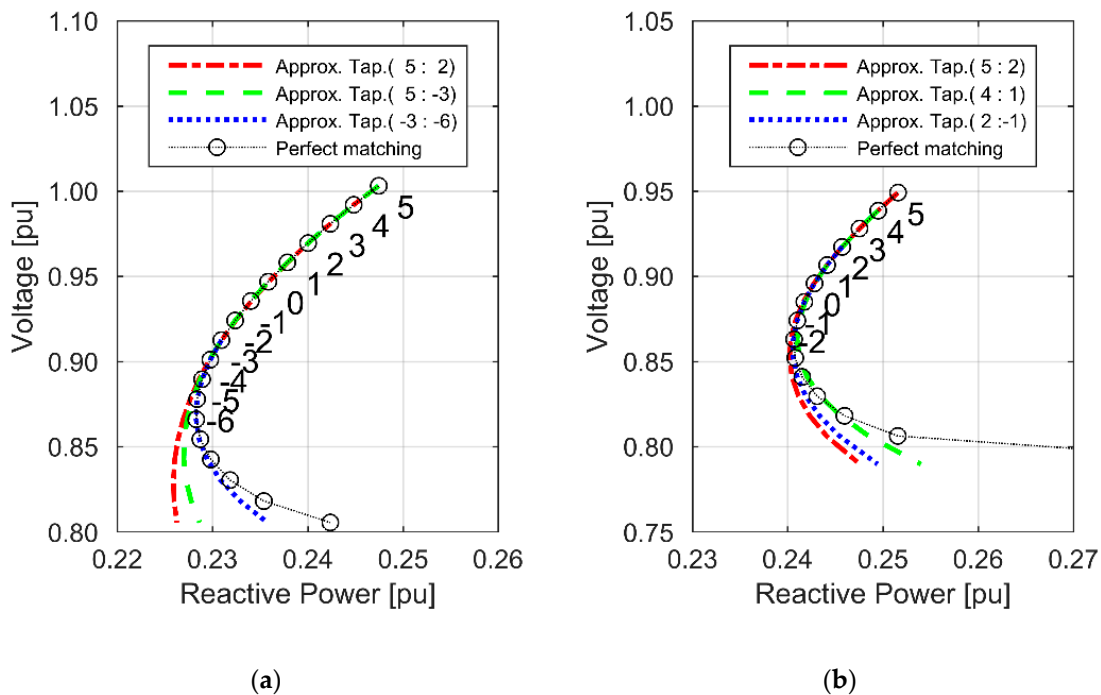 1.10
1.05
1.00
0.95
0.90
0.85
0.80
Voltage [pu]
Approx. Tap.( 5 : 2)
Approx. Tap.( 5 : -3)
Approx. Tap.( -3 : -6)
Perfect matching
5
4
3
2
1
0
-1
-2
-3
-4
-5
-6
0.22 0.23 0.24 0.25 0.26
Reactive Power [pu]
(a)
1.05
1.00
0.95
0.90
0.85
0.80
0.75
Voltage [pu]
Approx. Tap.( 5 : 2)
Approx. Tap.( 4 : 1)
Approx. Tap.( 2 :-1)
Perfect matching
5
4
3
2
1
0
-1
-2
0.23 0.24 0.25 0.26 0.27
Reactive Power [pu]
(b)